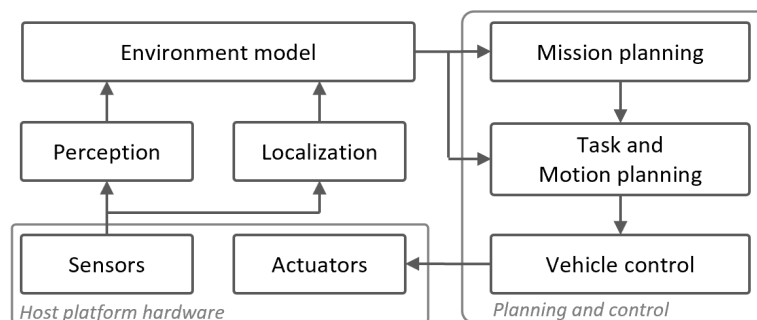 Environment model
Mission planning
Perception
Localization
Task and
Motion planning
Sensors
Actuators
Vehicle control
Host platform hardware
Planning and control